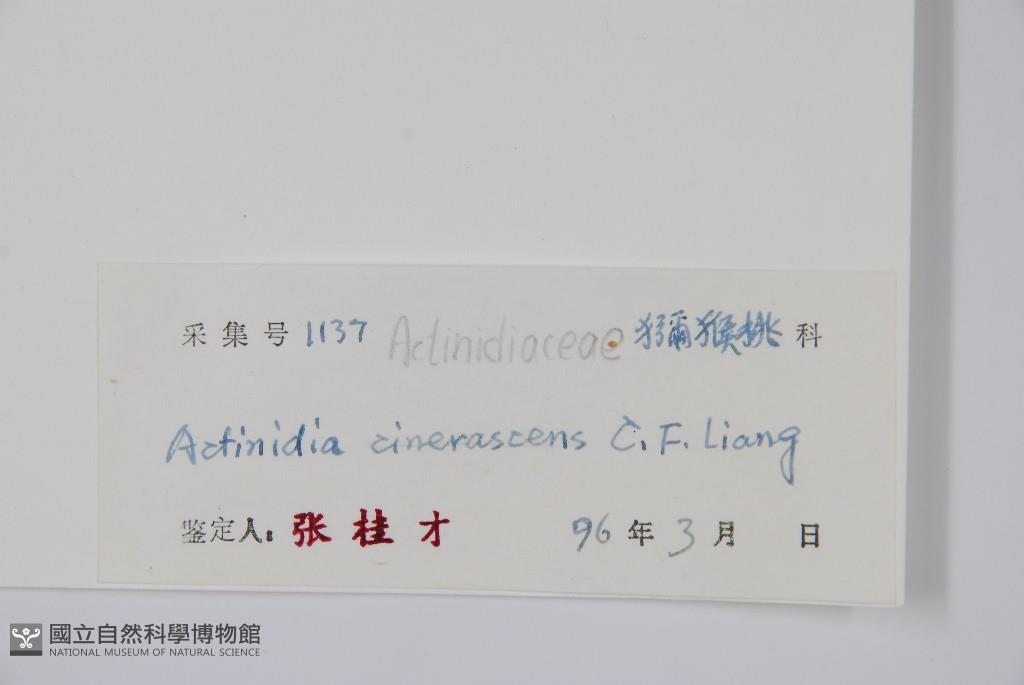 采集号 1137 Actinidiaceae 獼猴桃 科
Actinidia cinerascens C. F. Liang
鉴定人: 张桂才 96 年 3 月 日
國立自然科學博物館
NATIONAL MUSEUM OF NATURAL SCIENCE